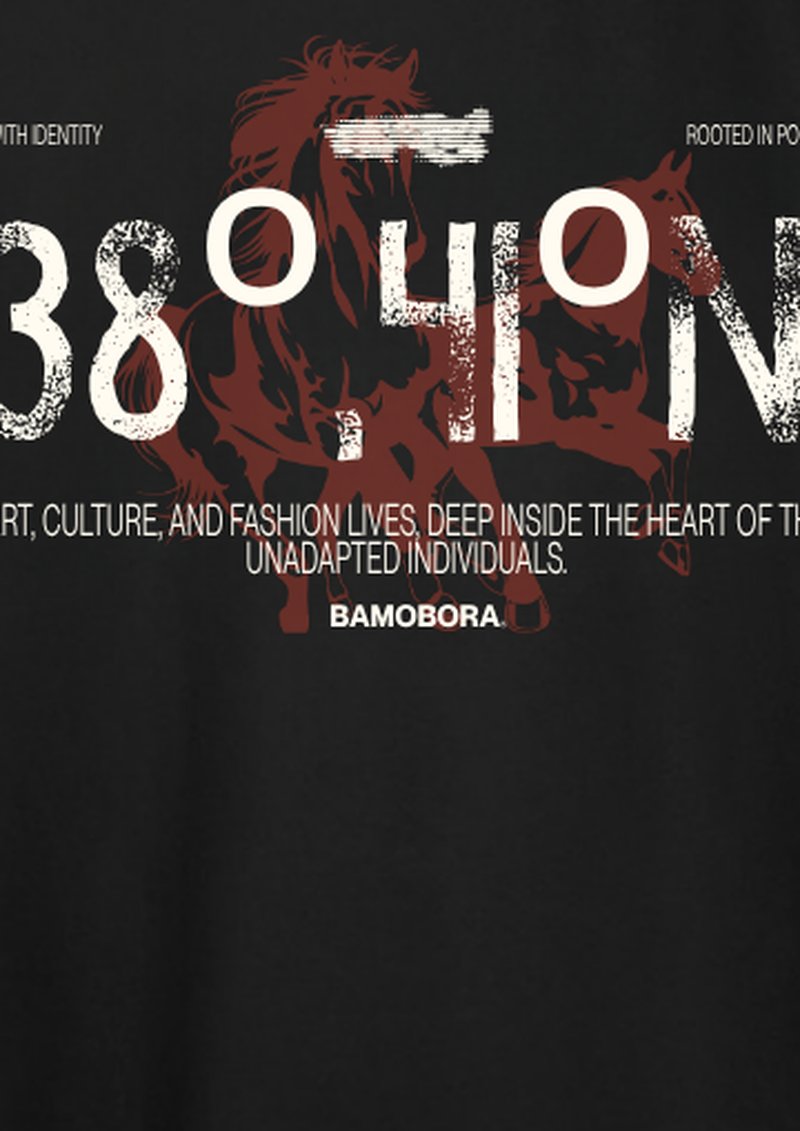 WITH IDENTITY
ROOTED IN PO
38° 41° N
RT, CULTURE, AND FASHION LIVES, DEEP INSIDE THE HEART OF TH
UNADAPTED INDIVIDUALS.
BAMOBORA